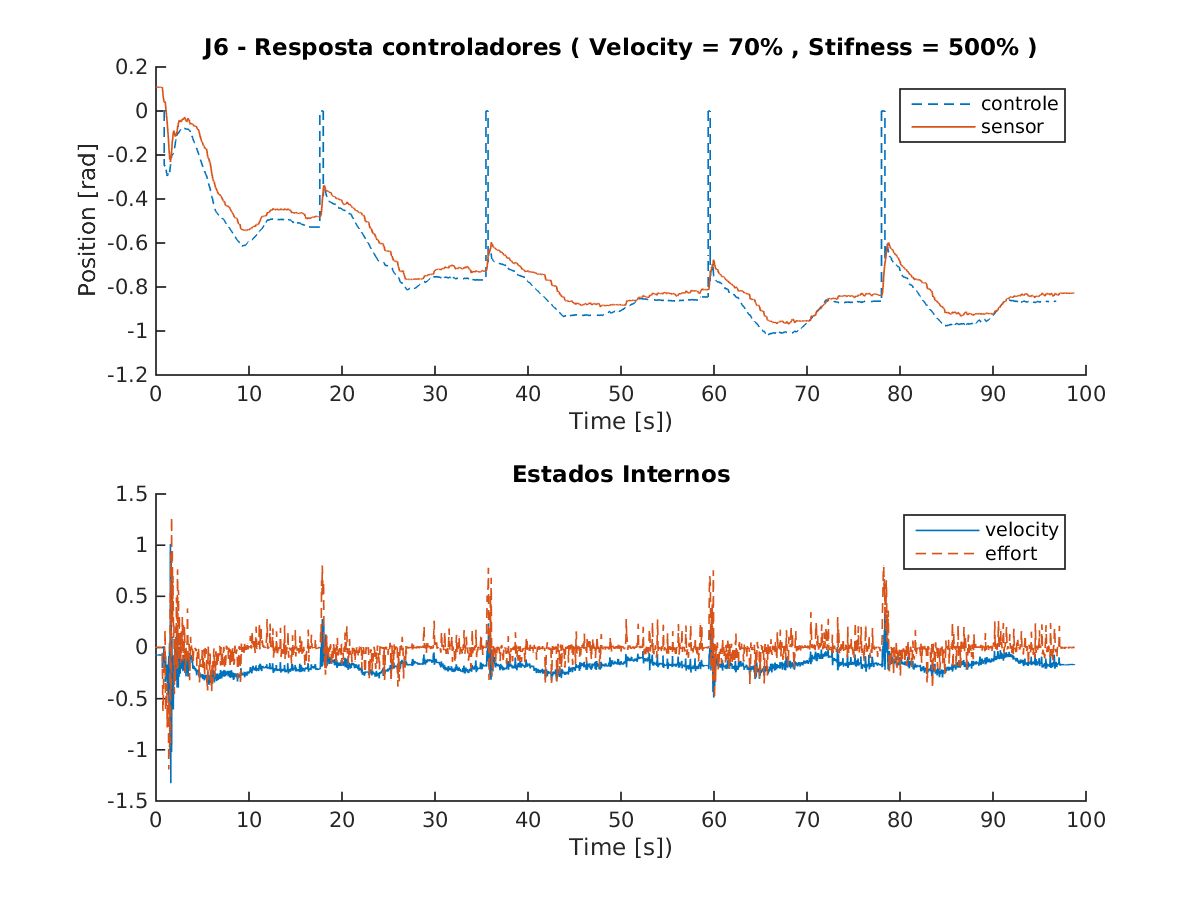 J6 - Resposta controladores ( Velocity = 70% , Stifness = 500% )
0.2
0
-0.2
-0.4
-0.6
-0.8
-1
-1.2
Position [rad]
controle
sensor
0 10 20 30 40 50 60 70 80 90 100
Time [s])
Estados Internos
1.5
1
0.5
0
-0.5
-1
-1.5
velocity
effort
0 10 20 30 40 50 60 70 80 90 100
Time [s])